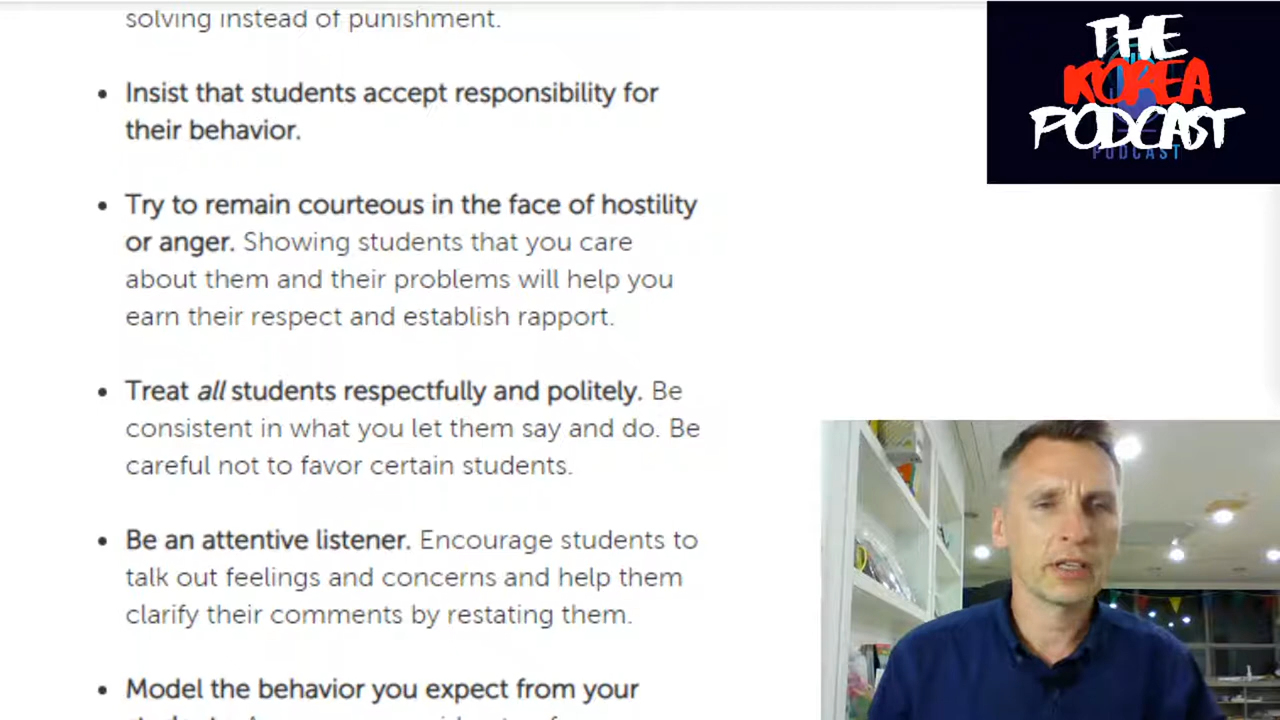 solving instead of punishment.
• Insist that students accept responsibility for
their behavior.
• Try to remain courteous in the face of hostility
or anger. Showing students that you care
about them and their problems will help you
earn their respect and establish rapport.
• Treat all students respectfully and politely. Be
consistent in what you let them say and do. Be
careful not to favor certain students.
• Be an attentive listener. Encourage students to
talk out feelings and concerns and help them
clarify their comments by restating them.
• Model the behavior you expect from your
THE
KOREA
PODCAST
PODCAST